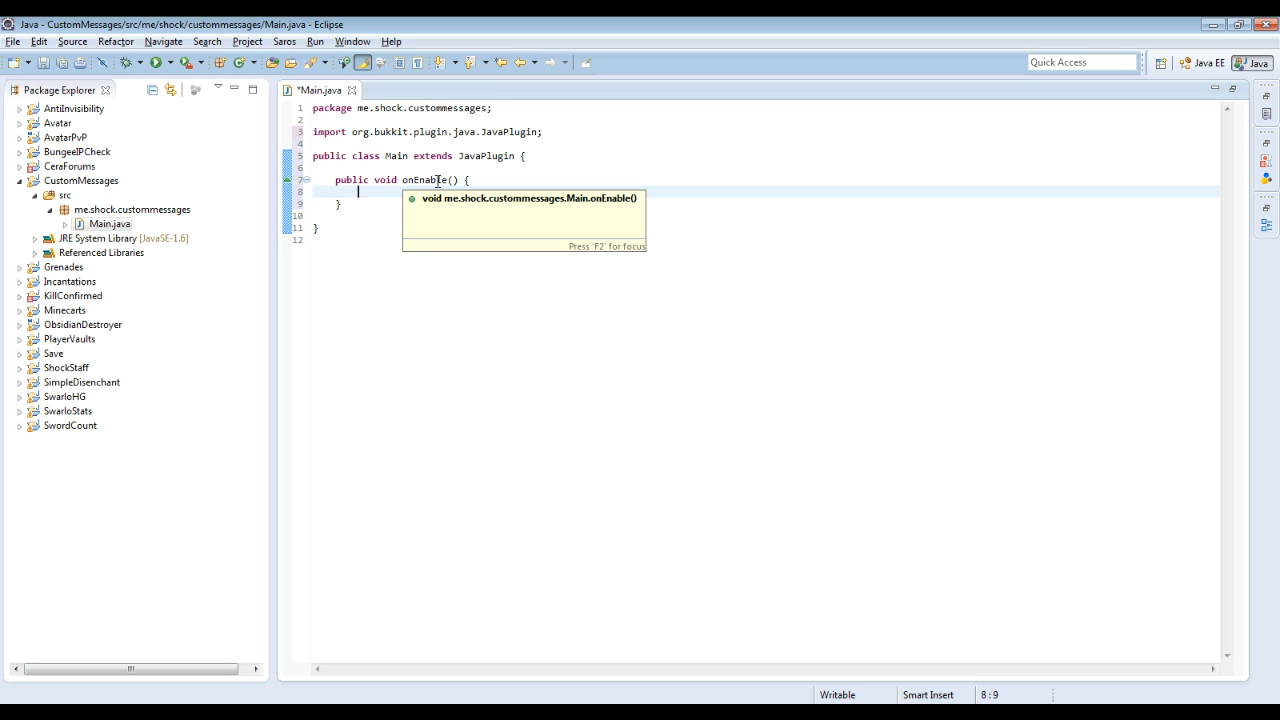 Java - CustomMessages/src/me/shock/custommessages/Main.java - Eclipse
File Edit Source Refactor Navigate Search Project Saros Run Window Help
Quick Access
Java EE
Java
Package Explorer
*Main.java
AntiInvisibility
Avatar
AvatarPvP
BungeeIPCheck
CeraForums
CustomMessages
src
me.shock.custommessages
Main.java
JRE System Library [JavaSE-1.6]
Referenced Libraries
Grenades
Incantations
KillConfirmed
Minecarts
ObsidianDestroyer
PlayerVaults
Save
ShockStaff
SimpleDisenchant
SwarloHG
SwarloStats
SwordCount
1 package me.shock.custommessages;
2
3 import org.bukkit.plugin.java.JavaPlugin;
4
5 public class Main extends JavaPlugin {
6
7 public void onEnable() {
8
9 }
10
11 }
12
void me.shock.custommessages.Main.onEnable()
Press 'F2' for focus
Writable Smart Insert 8 : 9